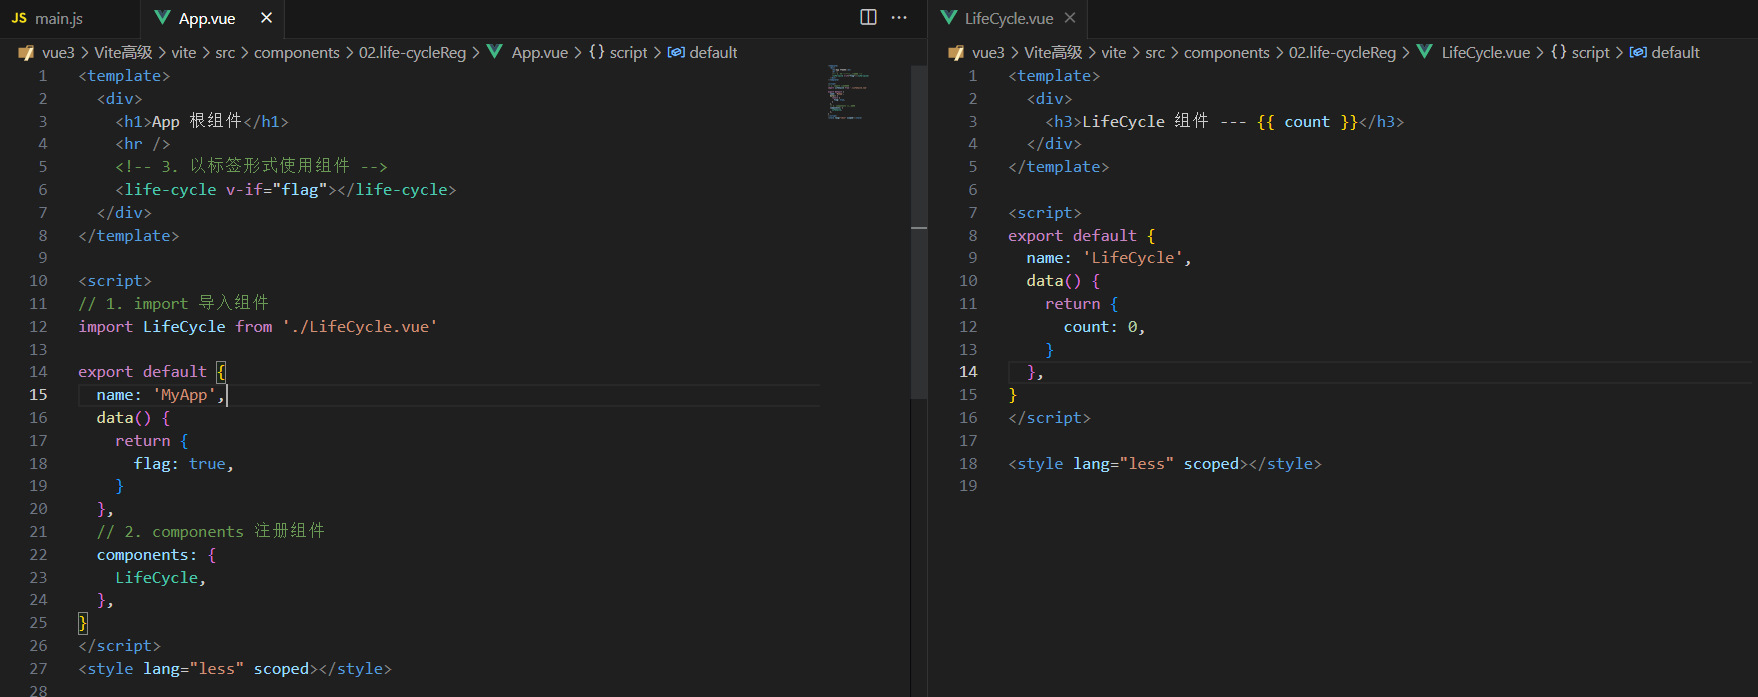 JS main.js
App.vue
vue3 > Vite高级 > vite > src > components > 02.life-cycleReg > App.vue > {} script > default
1 <template>
2 <div>
3 <h1>App 根组件</h1>
4 <hr />
5 <!-- 3. 以标签形式使用组件 -->
6 <life-cycle v-if="flag"></life-cycle>
7 </div>
8 </template>
9
10 <script>
11 // 1. import 导入组件
12 import LifeCycle from './LifeCycle.vue'
13
14 export default {
15 name: 'MyApp',
16 data() {
17 return {
18 flag: true,
19 }
20 },
21 // 2. components 注册组件
22 components: {
23 LifeCycle,
24 },
25 }
26 </script>
27 <style lang="less" scoped></style>
28
LifeCycle.vue
vue3 > Vite高级 > vite > src > components > 02.life-cycleReg > LifeCycle.vue > {} script > default
1 <template>
2 <div>
3 <h3>LifeCycle 组件 --- {{ count }}</h3>
4 </div>
5 </template>
6
7 <script>
8 export default {
9 name: 'LifeCycle',
10 data() {
11 return {
12 count: 0,
13 }
14 },
15 }
16 </script>
17
18 <style lang="less" scoped></style>
19